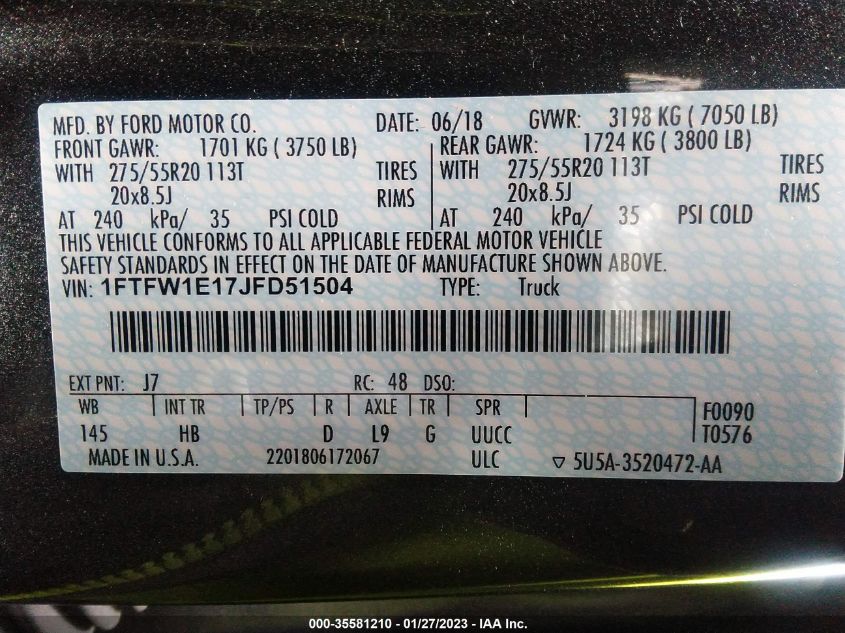 MFD. BY FORD MOTOR CO. DATE: 06/18 GVWR: 3198 KG ( 7050 LB)
FRONT GAWR: 1701 KG ( 3750 LB) REAR GAWR: 1724 KG ( 3800 LB)
WITH 275/55R20 113T TIRES WITH 275/55R20 113T TIRES
20x8.5J RIMS 20x8.5J RIMS
AT 240 kPa/ 35 PSI COLD AT 240 kPa/ 35 PSI COLD
THIS VEHICLE CONFORMS TO ALL APPLICABLE FEDERAL MOTOR VEHICLE
SAFETY STANDARDS IN EFFECT ON THE DATE OF MANUFACTURE SHOWN ABOVE.
VIN: 1FTFW1E17JFD51504 TYPE: Truck
EXT PNT: J7 RC: 48 DSO:
WB INT TR TP/PS R AXLE TR SPR F0090
145 HB D L9 G UUCC T0576
MADE IN U.S.A. 2201806172067 ULC ▽ 5U5A-3520472-AA
000-35581210 - 01/27/2023 - IAA Inc.